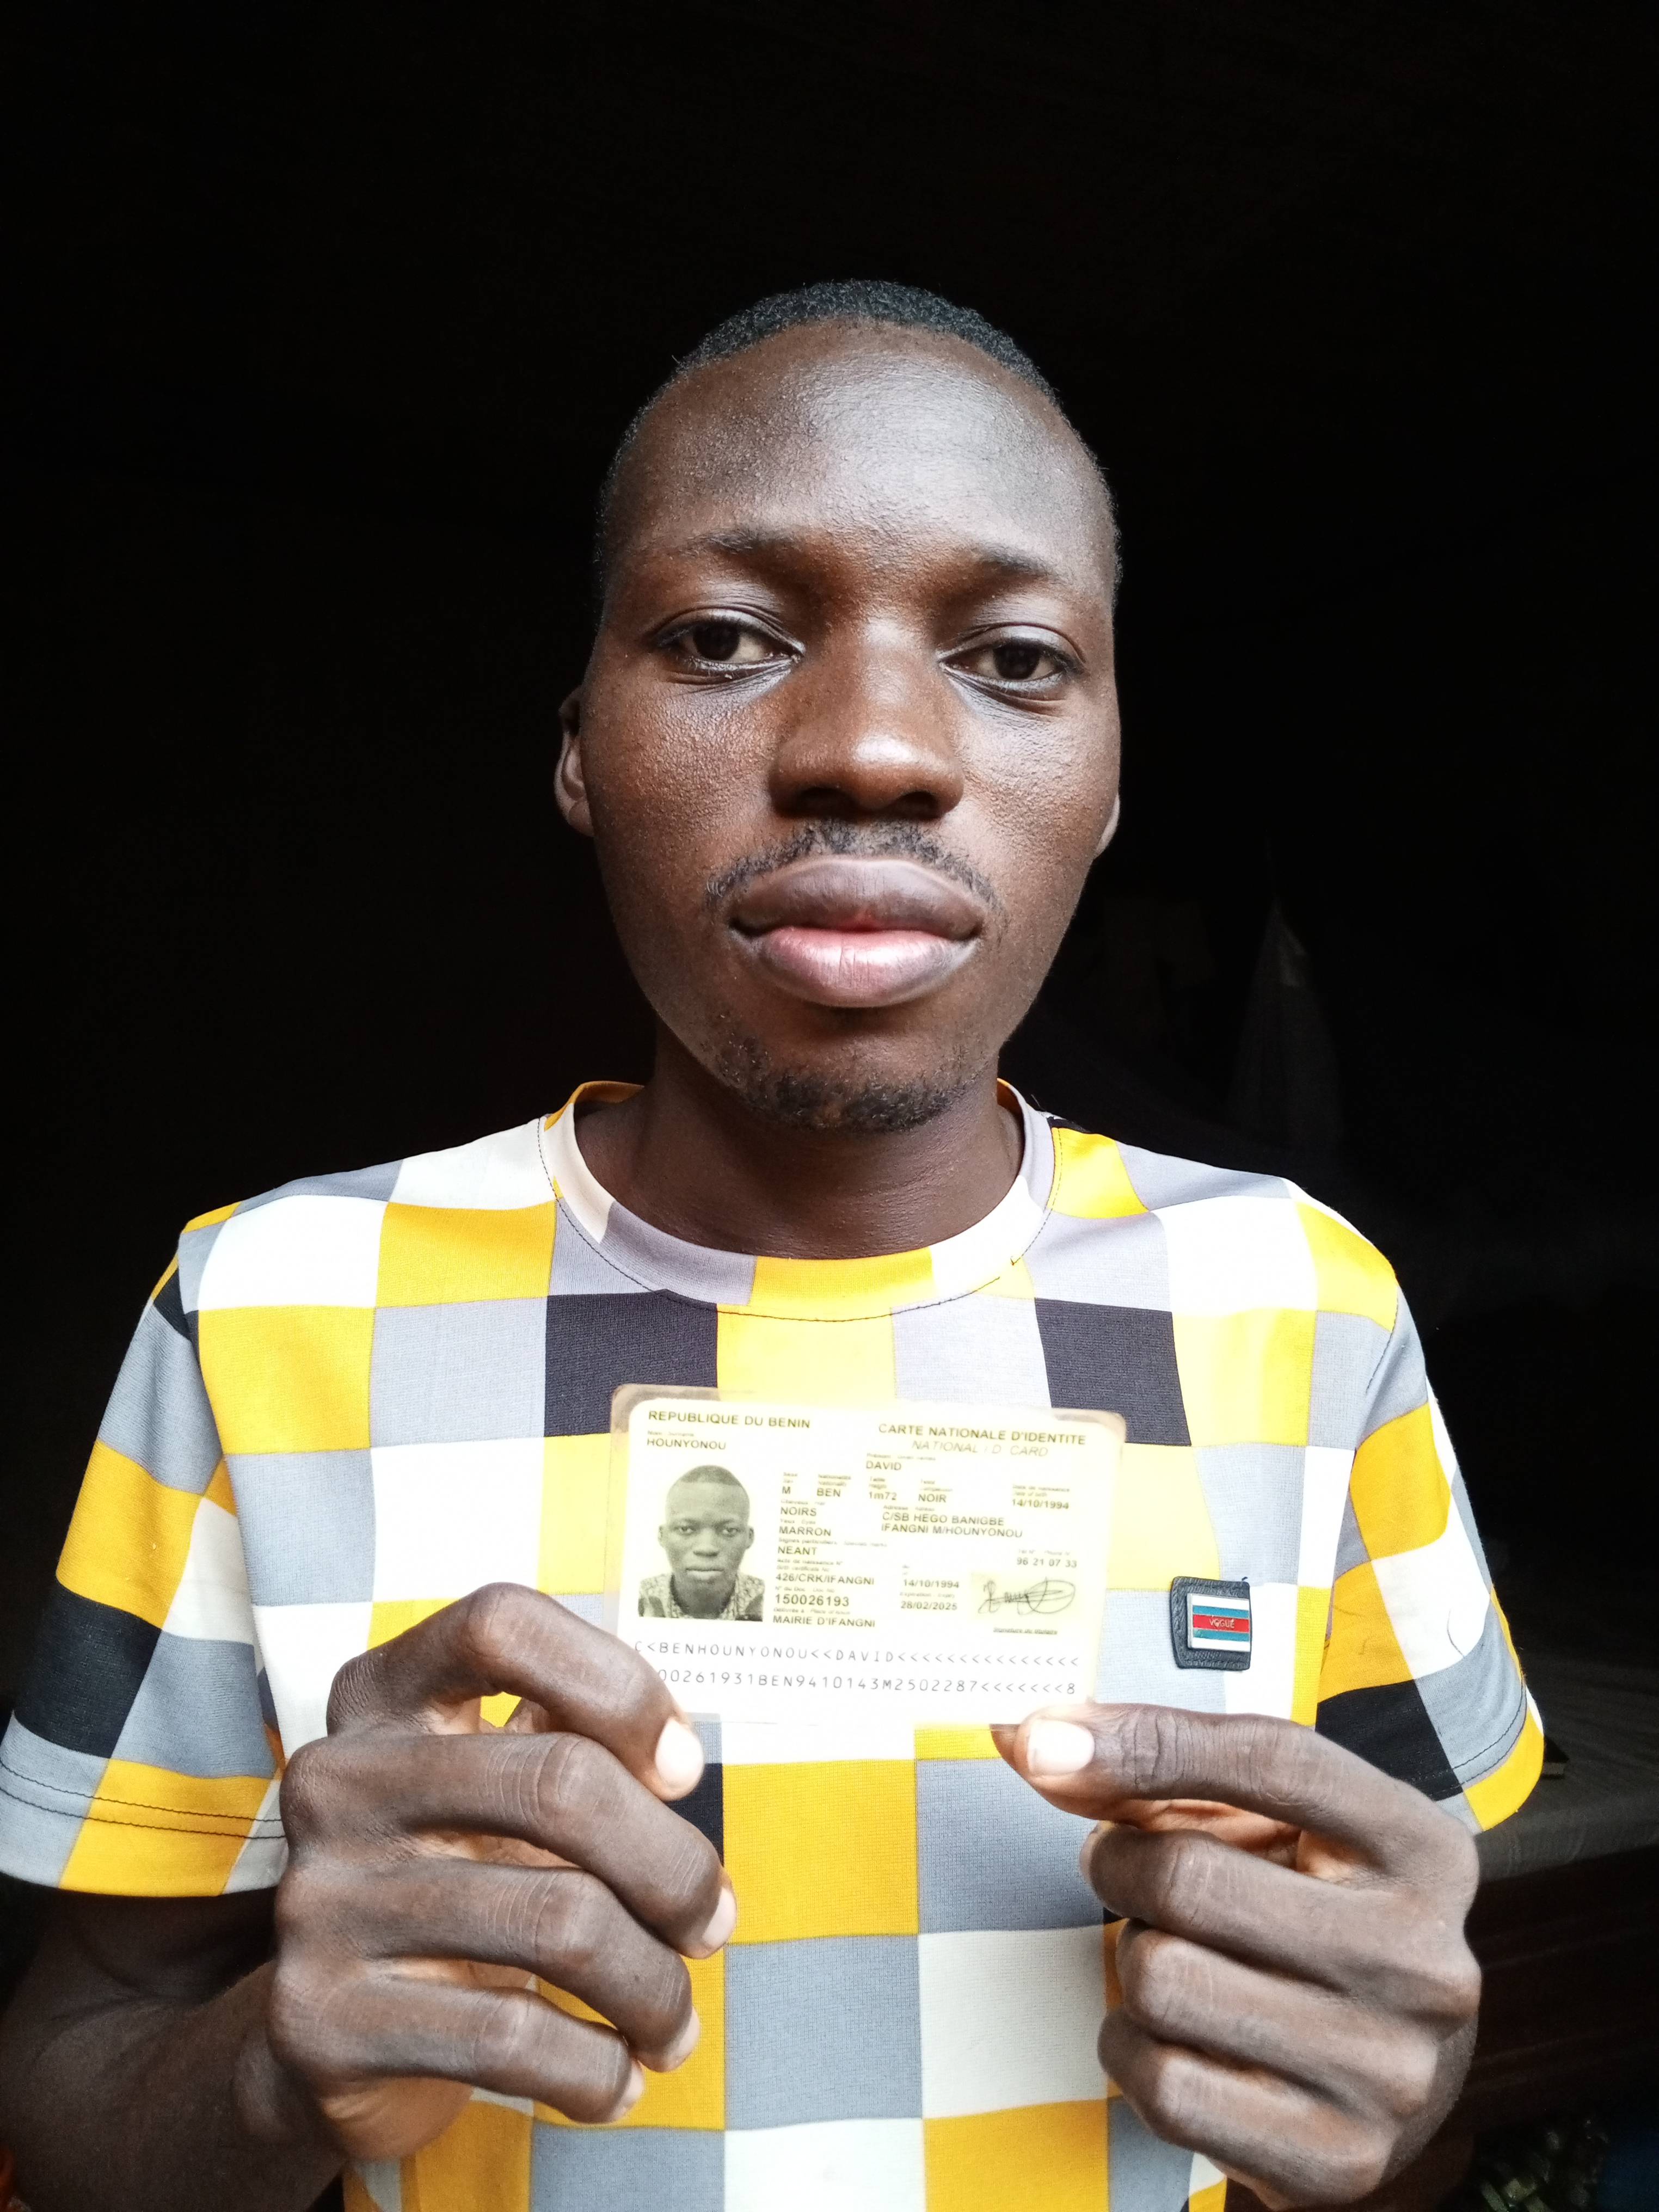 REPUBLIQUE DU BENIN
CARTE NATIONALE D'IDENTITE
NATIONAL I D CARD
HOUNYONOU
DAVID
M BEN 1m72 NOIR 14/10/1994
NOIRS
C/SB HEGO BANIGBE
MARRON
IFANGNI M/HOUNYONOU
NEANT
96 21 07 33
426/CRK/IFANGNI
14/10/1994
150026193
28/02/2025
MAIRIE D'IFANGNI
C<BENHOUNYONOU<<DAVID<<<<<<<<<<<<<<<
00261931BEN9410143M2502287<<<<<<<8
VOGUE